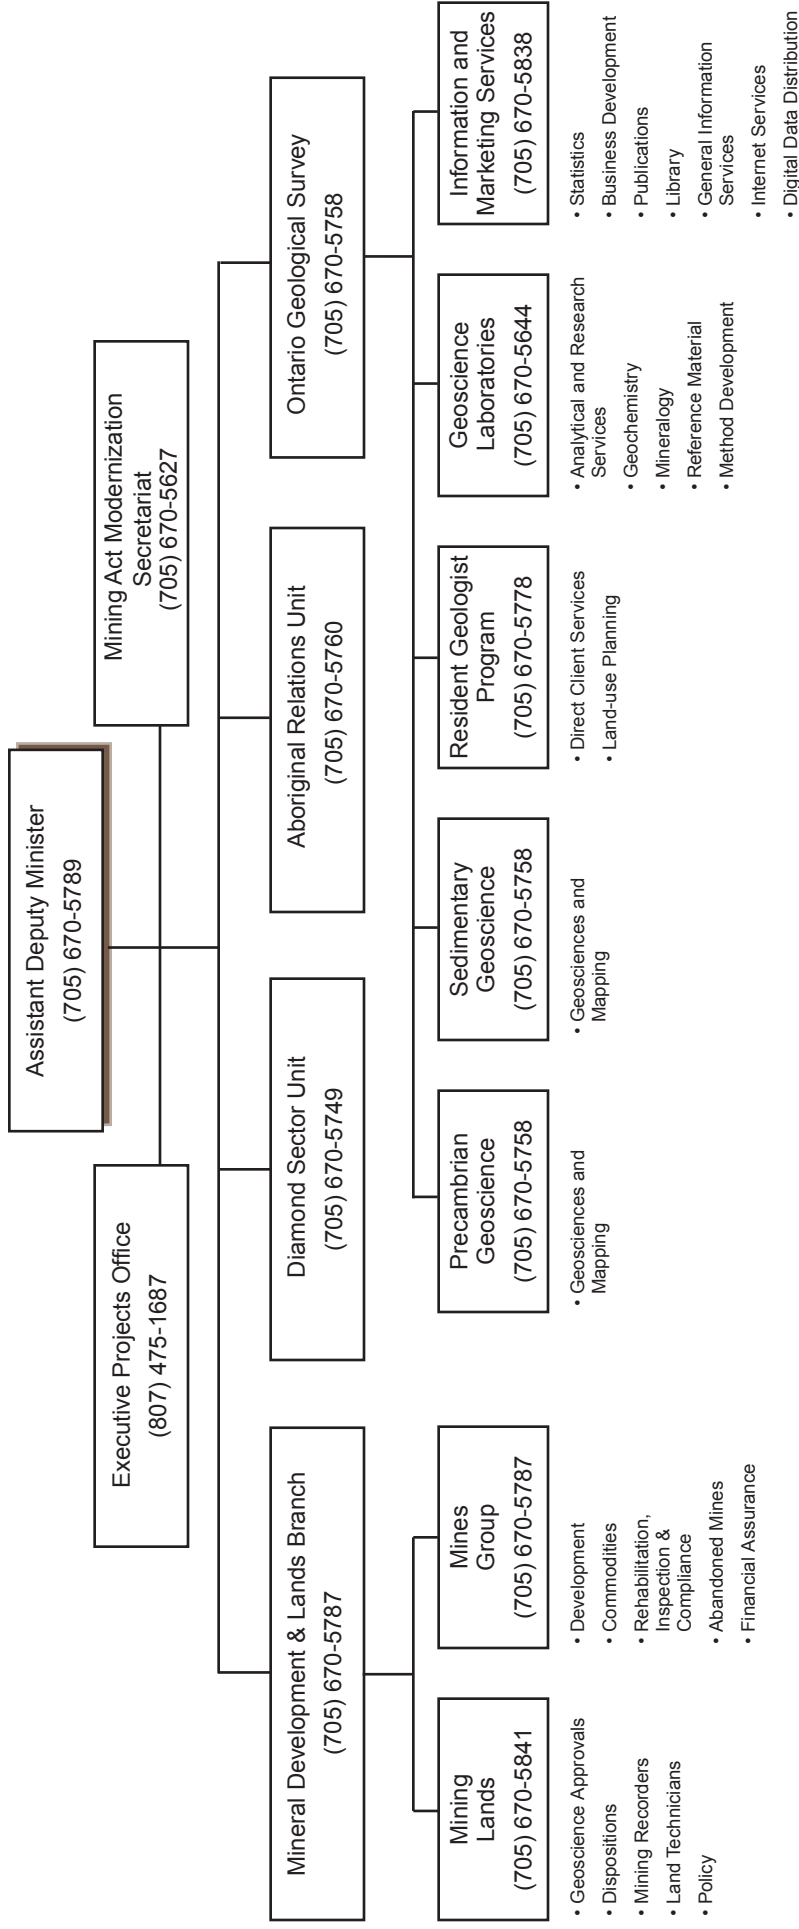 Assistant Deputy Minister
(705) 670-5789
Executive Projects Office
(807) 475-1687
Mining Act Modernization
Secretariat
(705) 670-5627
Mineral Development & Lands Branch
(705) 670-5787
Diamond Sector Unit
(705) 670-5749
Aboriginal Relations Unit
(705) 670-5760
Ontario Geological Survey
(705) 670-5758
Mining
Lands
(705) 670-5841
• Geoscience Approvals
• Dispositions
• Mining Recorders
• Land Technicians
• Policy
Mines
Group
(705) 670-5787
• Development
• Commodities
• Rehabilitation,
Inspection &
Compliance
• Abandoned Mines
• Financial Assurance
Precambrian
Geoscience
(705) 670-5758
• Geosciences and
Mapping
Sedimentary
Geoscience
(705) 670-5758
• Geosciences and
Mapping
Resident Geologist
Program
(705) 670-5778
• Direct Client Services
• Land-use Planning
Geoscience
Laboratories
(705) 670-5644
• Analytical and Research
Services
• Geochemistry
• Mineralogy
• Reference Material
• Method Development
Information and
Marketing Services
(705) 670-5838
• Statistics
• Business Development
• Publications
• Library
• General Information
Services
• Internet Services
• Digital Data Distribution